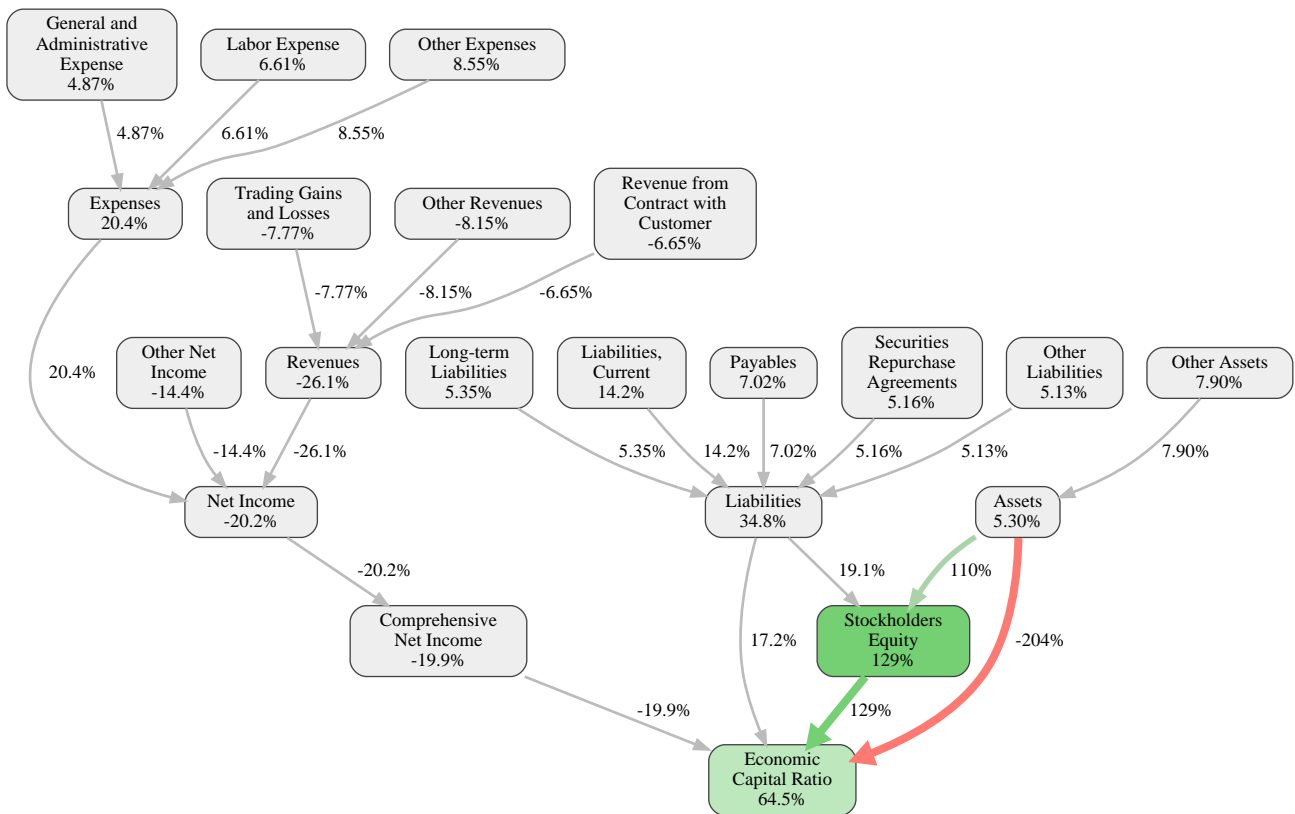 General and
Administrative
Expense
4.87%
Labor Expense
6.61%
Other Expenses
8.55%
4.87%
6.61%
8.55%
Expenses
20.4%
Trading Gains
and Losses
-7.77%
Other Revenues
-8.15%
Revenue from
Contract with
Customer
-6.65%
-7.77%
-8.15%
-6.65%
20.4%
Other Net
Income
-14.4%
Revenues
-26.1%
Long-term
Liabilities
5.35%
Liabilities,
Current
14.2%
Payables
7.02%
Securities
Repurchase
Agreements
5.16%
Other
Liabilities
5.13%
Other Assets
7.90%
-14.4%
-26.1%
5.35%
14.2%
7.02%
5.16%
5.13%
7.90%
Net Income
-20.2%
Liabilities
34.8%
Assets
5.30%
-20.2%
19.1%
110%
Comprehensive
Net Income
-19.9%
17.2%
Stockholders
Equity
129%
-204%
-19.9%
129%
Economic
Capital Ratio
64.5%